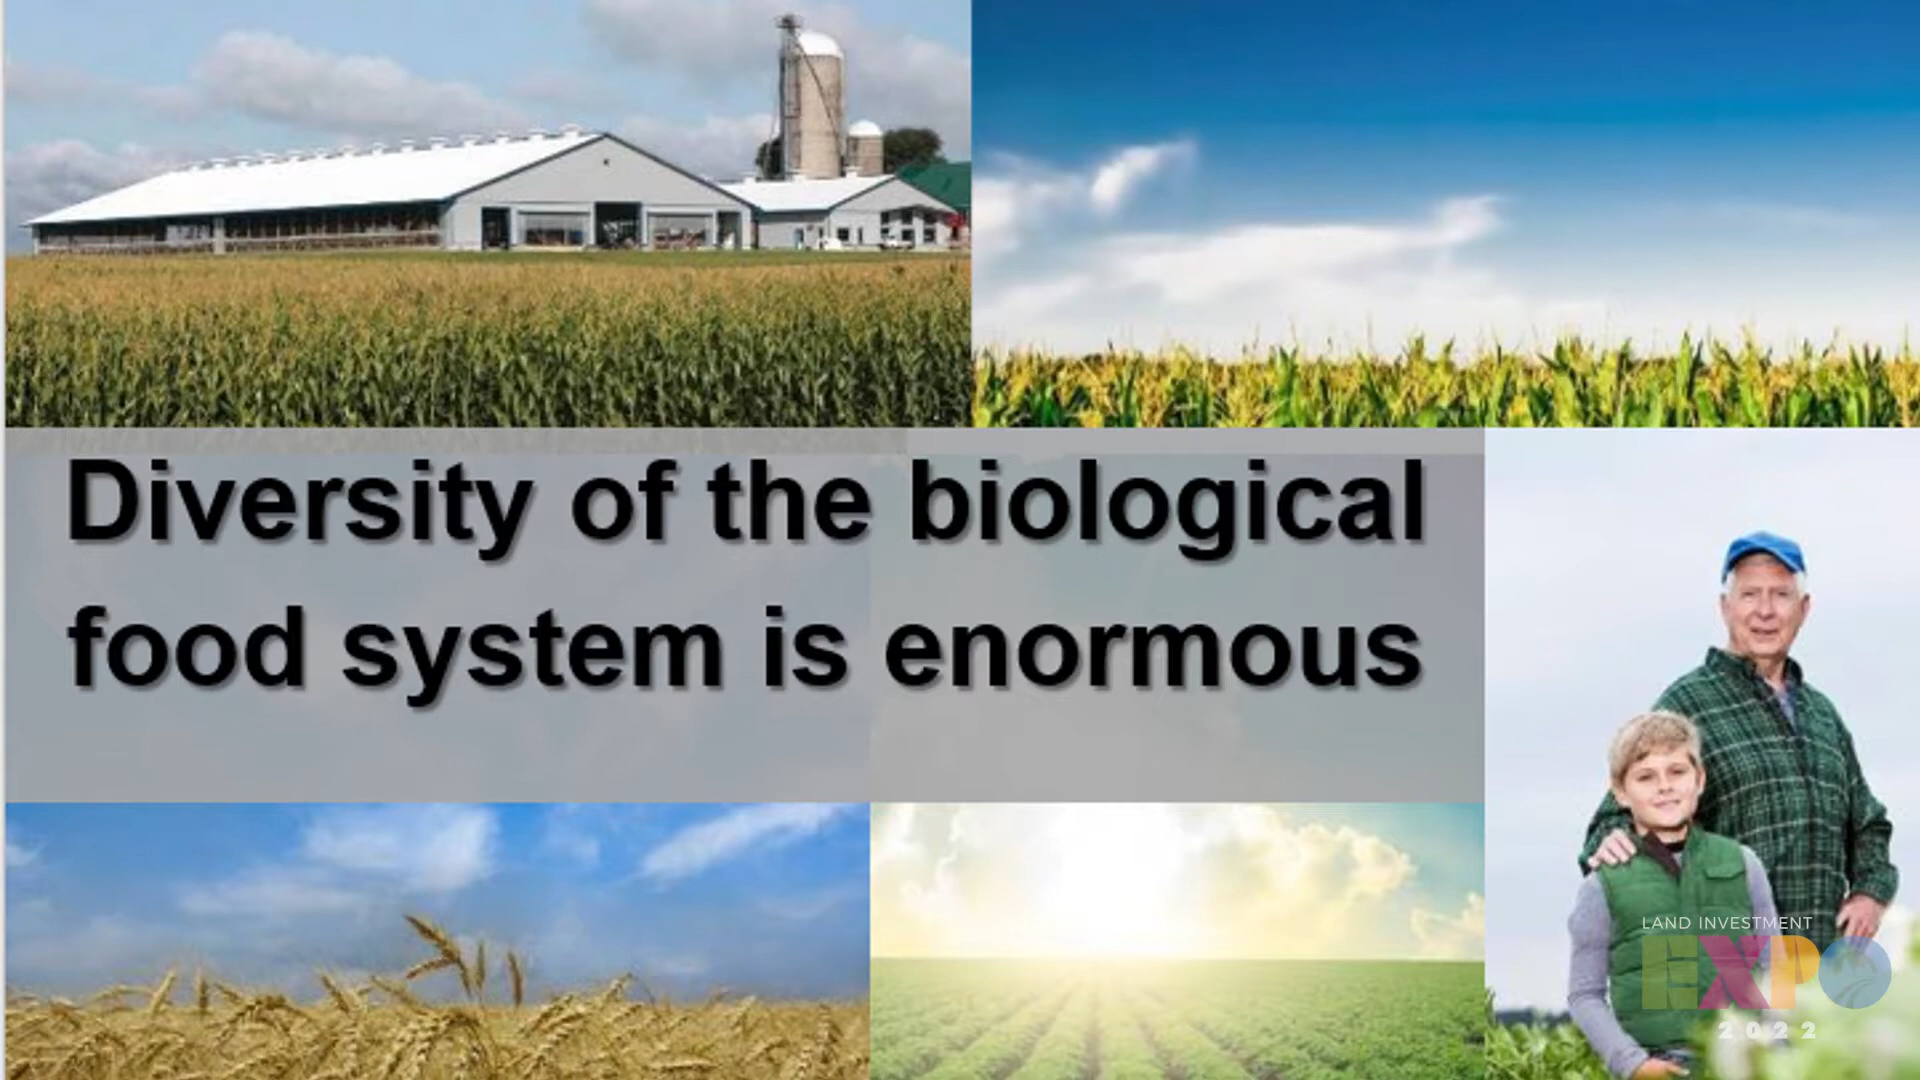 Diversity of the biological
food system is enormous
LAND INVESTMENT
EXPO
2022